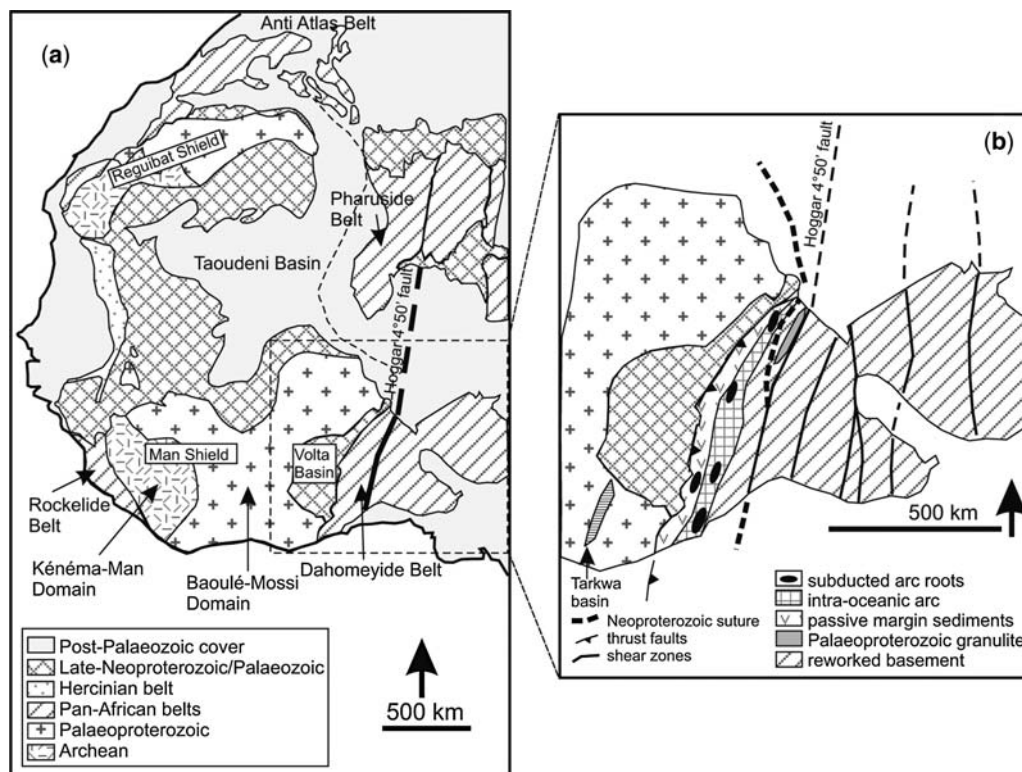 (a)
Anti Atlas Belt
Reguibat Shield
Pharuside
Belt
Taoudeni Basin
Hoggar 4°50' fault
Man Shield
Volta
Basin
Rockelide
Belt
Kénéma-Man
Domain
Baoulé-Mossi
Domain
Dahomeyide Belt
Post-Palaeozoic cover
Late-Neoproterozoic/Palaeozoic
Hercinian belt
Pan-African belts
Palaeoproterozoic
Archean
500 km
(b)
Hoggar 4°50' fault
500 km
Tarkwa
basin
Neoproterozoic suture
thrust faults
shear zones
subducted arc roots
intra-oceanic arc
passive margin sediments
Palaeoproterozoic granulite
reworked basement